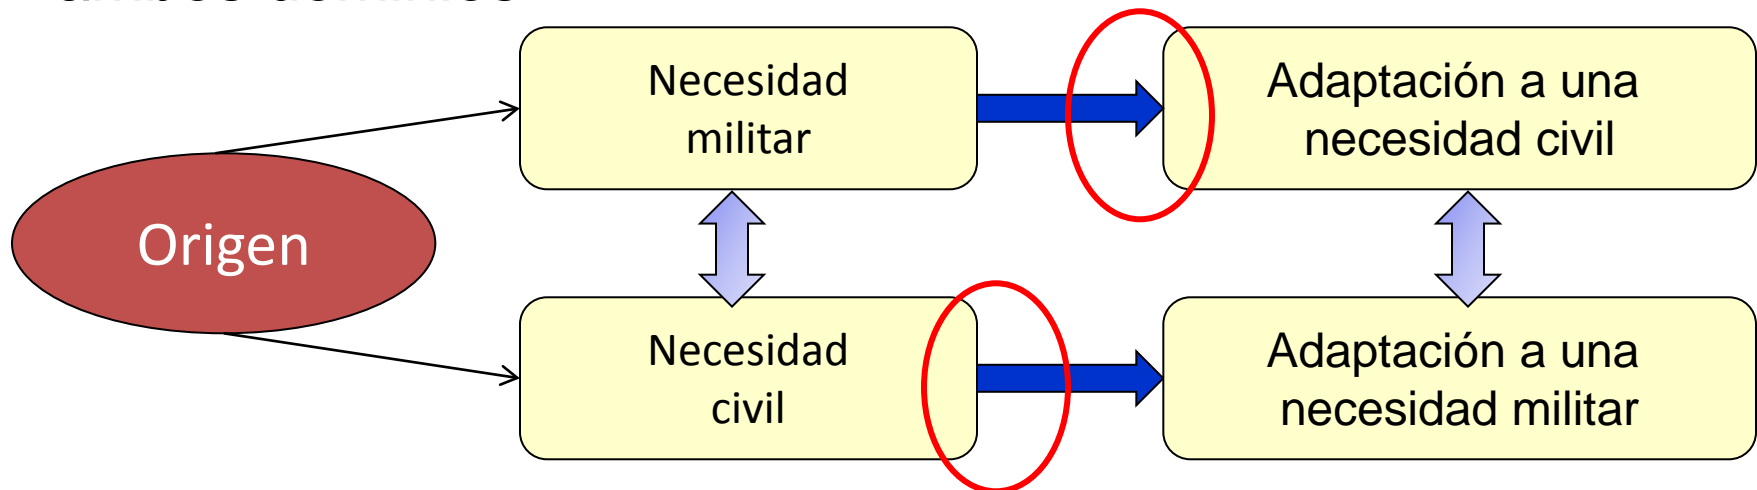 Necesidad
militar
Adaptación a una
necesidad civil
Origen
Necesidad
civil
Adaptación a una
necesidad militar